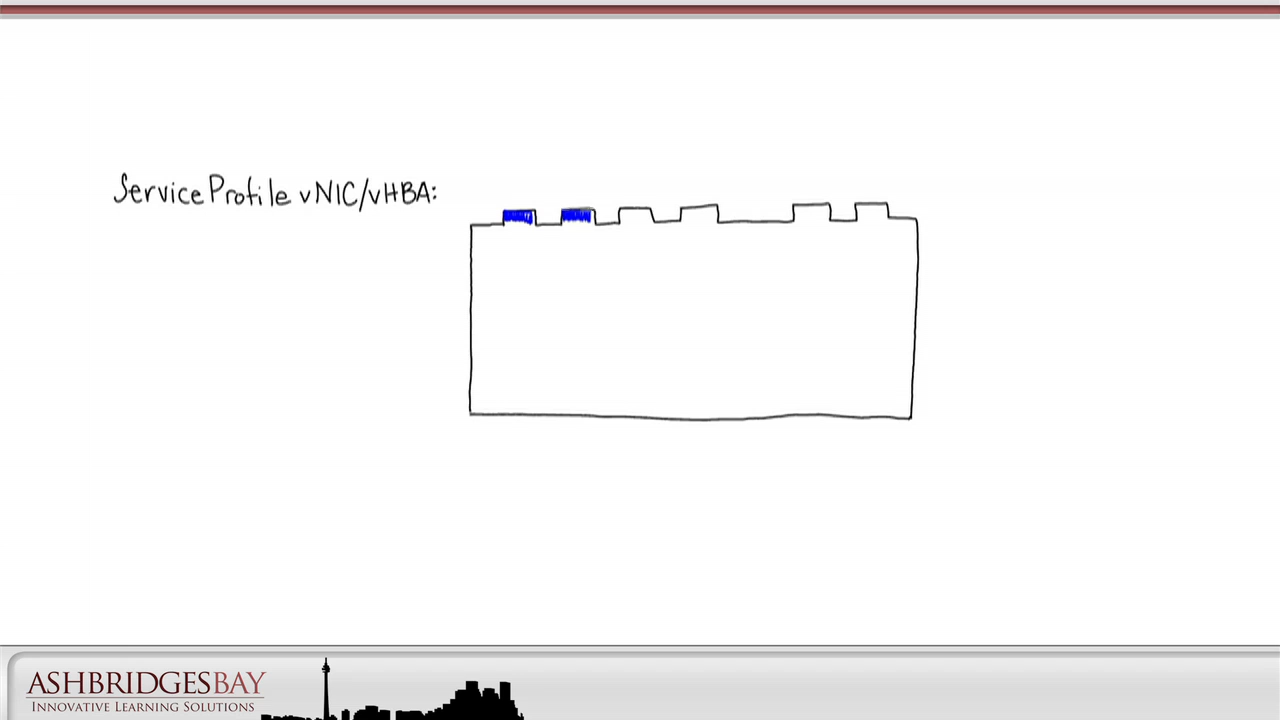 Service Profile vNIC/vHBA:
ASHBRIDGESBAY
INNOVATIVE LEARNING SOLUTIONS